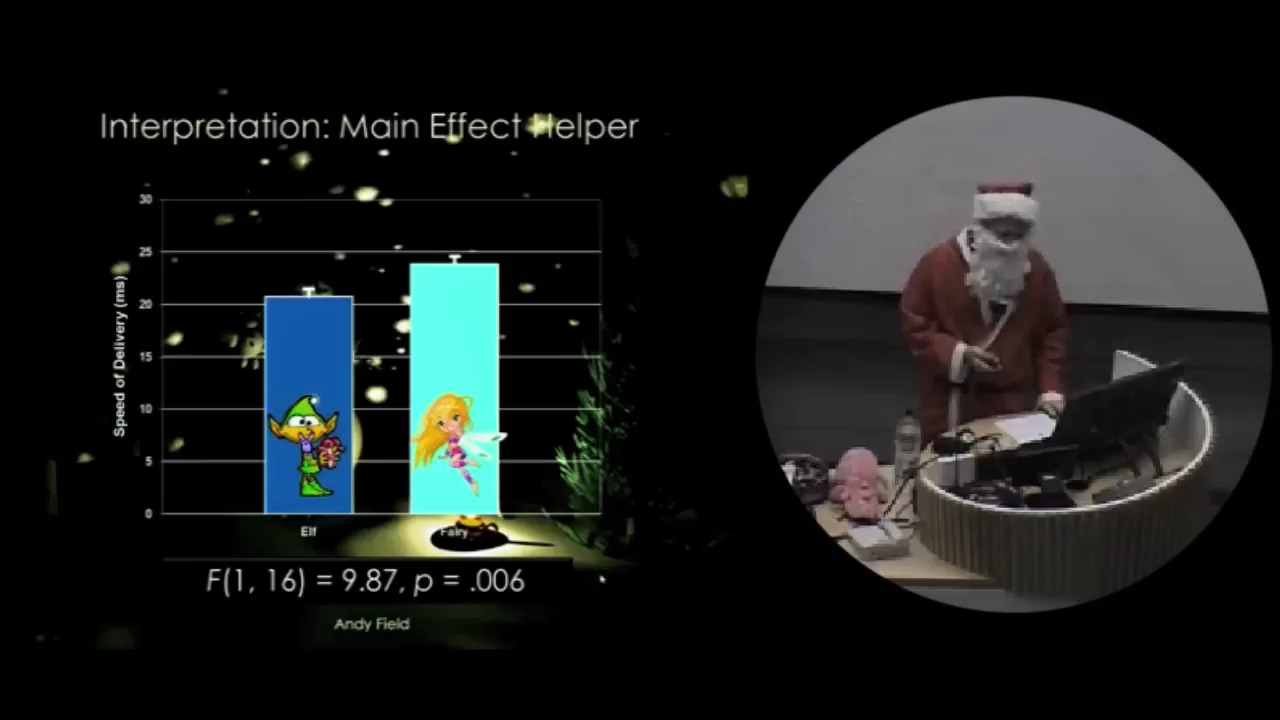 Interpretation: Main Effect Helper
30
25
20
15
10
5
0
Speed of Delivery (ms)
Elf
Fairy
F(1, 16) = 9.87, p = .006
Andy Field